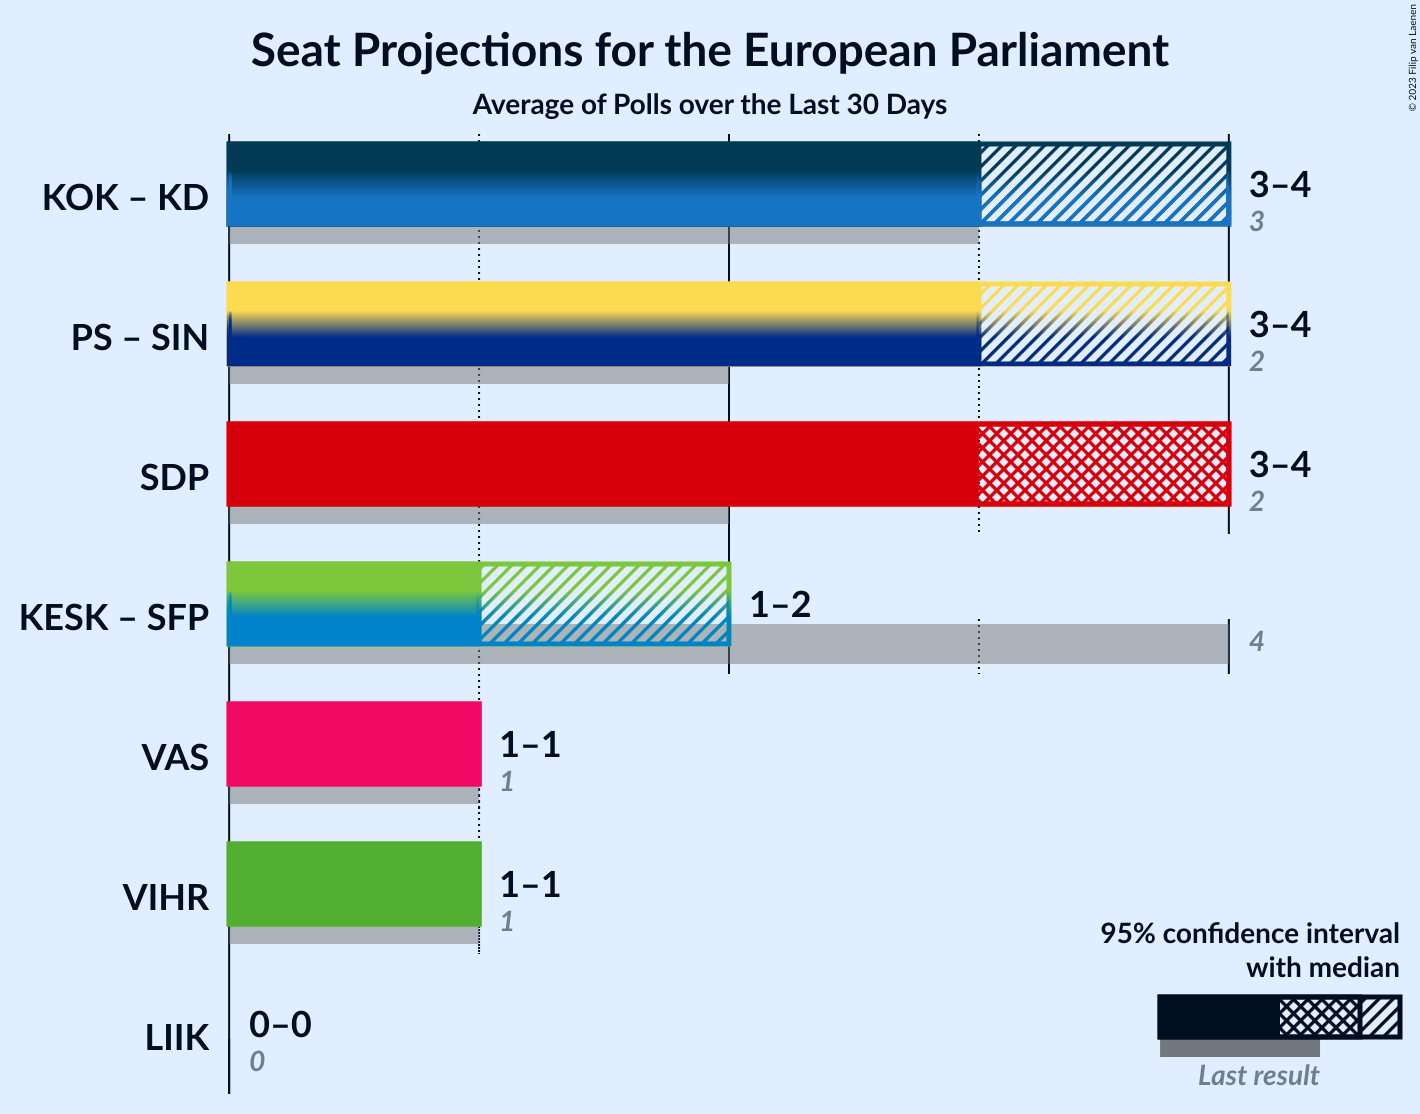 Seat Projections for the European Parliament
Average of Polls over the Last 30 Days
© 2023 Filip van Laenen
KOK – KD
3–4
3
PS – SIN
3–4
2
SDP
3–4
2
KESK – SFP
1–2
4
VAS
1–1
1
VIHR
1–1
1
LIIK
0–0
0
95% confidence interval
with median
Last result